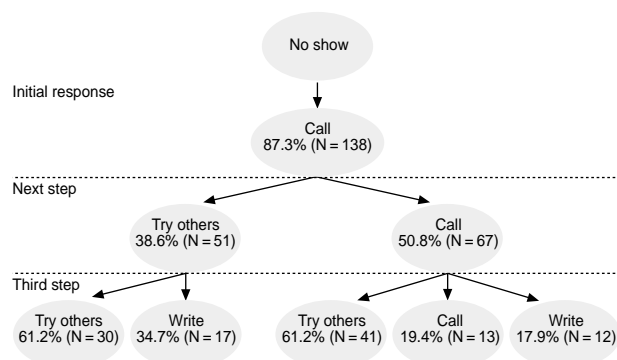 No show
Initial response
Call
87.3% (N = 138)
Next step
Try others
38.6% (N = 51)
Call
50.8% (N = 67)
Third step
Try others
61.2% (N = 30)
Write
34.7% (N = 17)
Try others
61.2% (N = 41)
Call
19.4% (N = 13)
Write
17.9% (N = 12)